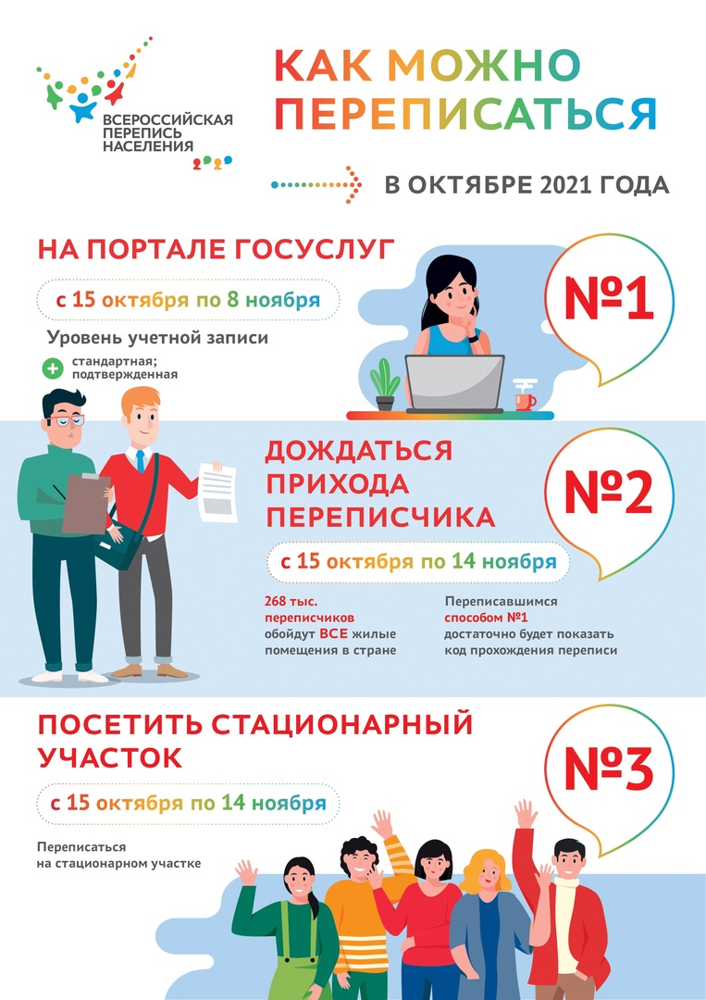 ВСЕРОССИЙСКАЯ
ПЕРЕПИСЬ
НАСЕЛЕНИЯ
2020
КАК МОЖНО
ПЕРЕПИСАТЬСЯ
В ОКТЯБРЕ 2021 ГОДА
НА ПОРТАЛЕ ГОСУСЛУГ
с 15 октября по 8 ноября
Уровень учетной записи
стандартная;
подтвержденная
№1
ДОЖДАТЬСЯ
ПРИХОДА
ПЕРЕПИСЧИКА
№2
с 15 октября по 14 ноября
268 тыс.
переписчиков
обойдут ВСЕ жилые
помещения в стране
Переписавшимся
способом №1
достаточно будет показать
код прохождения переписи
ПОСЕТИТЬ СТАЦИОНАРНЫЙ
УЧАСТОК
№3
с 15 октября по 14 ноября
Переписаться
на стационарном участке